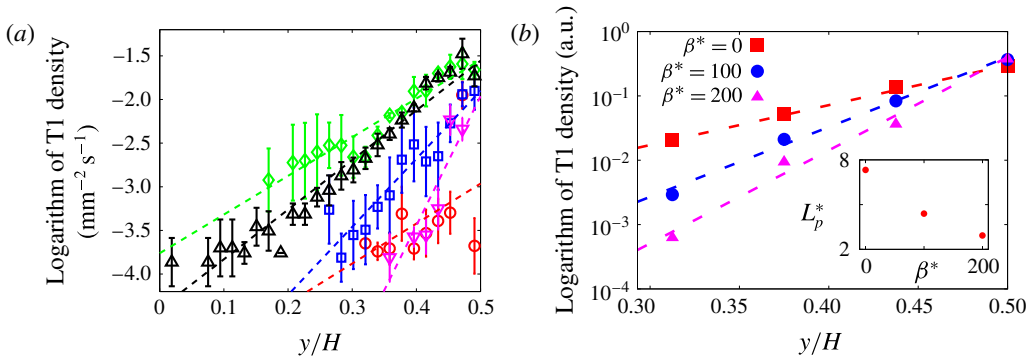 (a)
Logarithm of T1 density
(mm⁻² s⁻¹)
−1.5
−2.0
−2.5
−3.0
−3.5
−4.0
0
0.1
0.2
0.3
0.4
0.5
y/H
(b)
Logarithm of T1 density (a.u.)
10⁰
10⁻¹
10⁻²
10⁻³
10⁻⁴
β* = 0
β* = 100
β* = 200
8
L*ₚ
2
0
β*
200
0.30
0.35
0.40
0.45
0.50
y/H